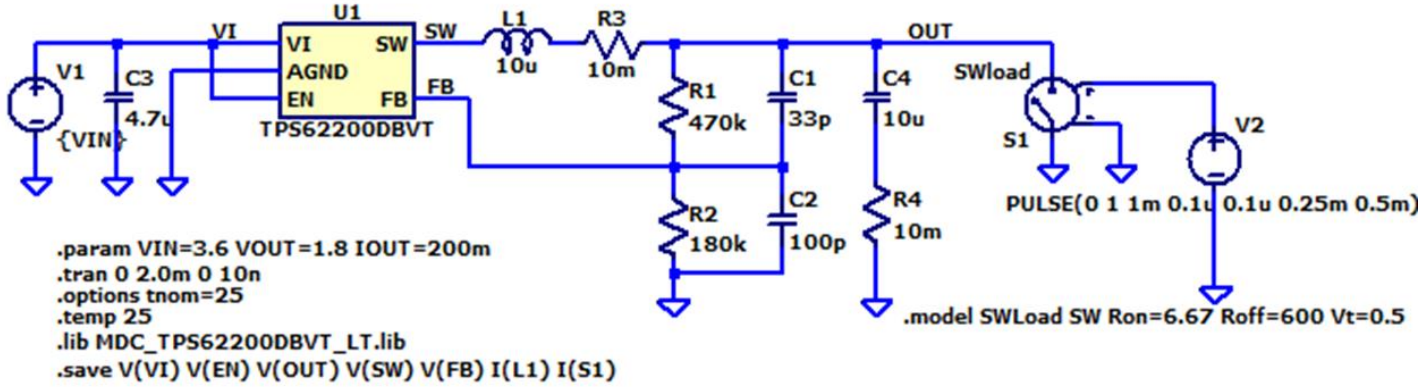 U1
VI
SW
L1
R3
OUT
VI
SW
10u
10m
SWload
V1
C3
AGND
FB
R1
C1
C4
4.7u
EN
FB
470k
33p
10u
V2
{VIN}
TPS62200DBVT
S1
R2
C2
R4
PULSE(0 1 1m 0.1u 0.1u 0.25m 0.5m)
180k
100p
10m
.param VIN=3.6 VOUT=1.8 IOUT=200m
.tran 0 2.0m 0 10n
.options tnom=25
.temp 25
.lib MDC_TPS62200DBVT_LT.lib
.save V(VI) V(EN) V(OUT) V(SW) V(FB) I(L1) I(S1)
.model SWLoad SW Ron=6.67 Roff=600 Vt=0.5